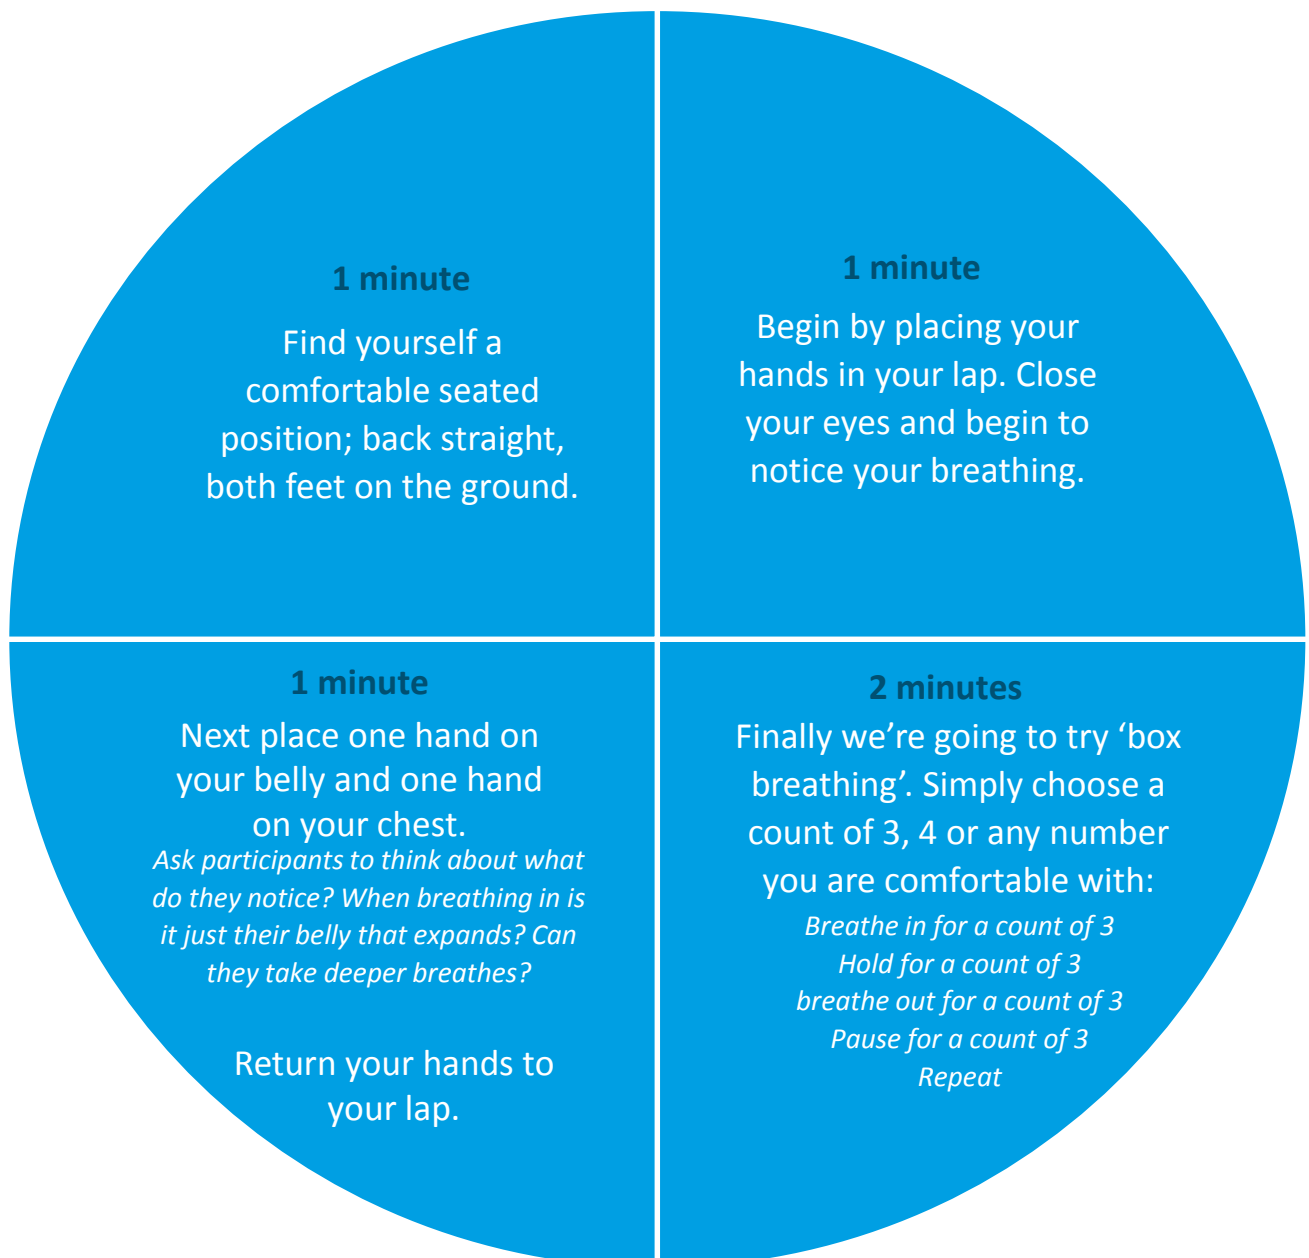 1 minute
Find yourself a
comfortable seated
position; back straight,
both feet on the ground.
1 minute
Begin by placing your
hands in your lap. Close
your eyes and begin to
notice your breathing.
1 minute
Next place one hand on
your belly and one hand
on your chest.
Ask participants to think about what
do they notice? When breathing in is
it just their belly that expands? Can
they take deeper breathes?
Return your hands to
your lap.
2 minutes
Finally we’re going to try ‘box
breathing’. Simply choose a
count of 3, 4 or any number
you are comfortable with:
Breathe in for a count of 3
Hold for a count of 3
breathe out for a count of 3
Pause for a count of 3
Repeat